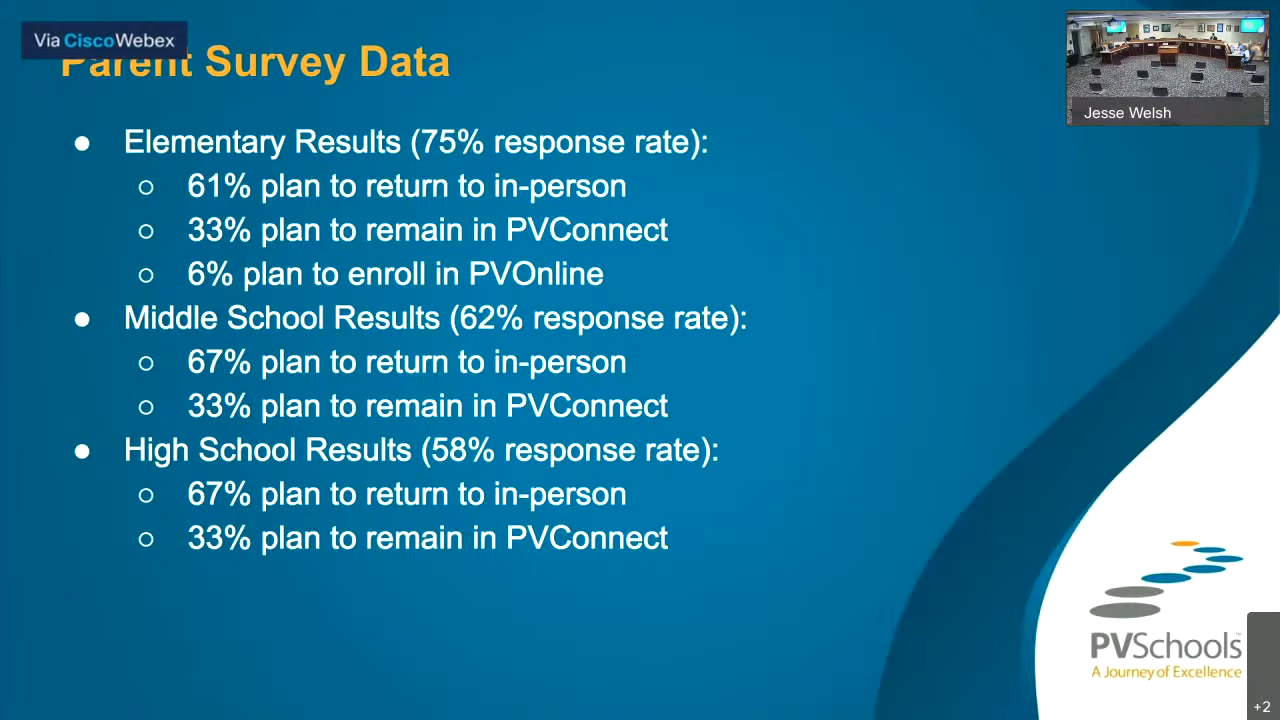 Via Cisco Webex
Parent Survey Data
Jesse Welsh
● Elementary Results (75% response rate):
○ 61% plan to return to in-person
○ 33% plan to remain in PVConnect
○ 6% plan to enroll in PVOnline
● Middle School Results (62% response rate):
○ 67% plan to return to in-person
○ 33% plan to remain in PVConnect
● High School Results (58% response rate):
○ 67% plan to return to in-person
○ 33% plan to remain in PVConnect
PVSchools
A Journey of Excellence
+2